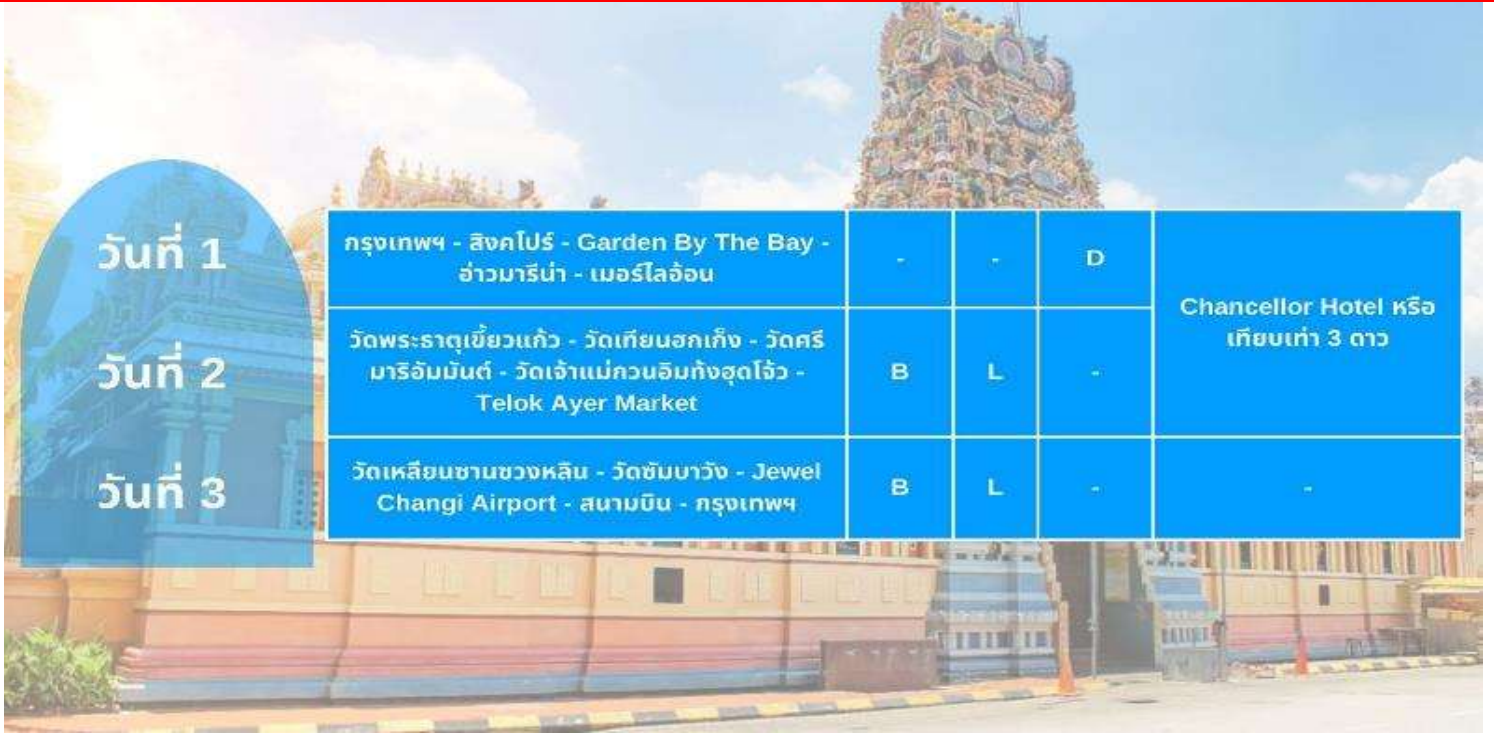 วันที่ 1
กรุงเทพฯ - สิงคโปร์ - Garden By The Bay -
อ่าวมารีน่า - เมอร์ไลอ้อน
-
-
D
Chancellor Hotel หรือ
เทียบเท่า 3 ดาว
วันที่ 2
วัดพระธาตุเขี้ยวแก้ว - วัดเทียนฮกเก็ง - วัดศรี
มาริอัมมันต์ - วัดเจ้าแม่กวนอิมทังฮุดโจ้ว -
Telok Ayer Market
B
L
-
วันที่ 3
วัดเหลียนซานซวงหลิน - วัดซัมบาวัง - Jewel
Changi Airport - สนามบิน - กรุงเทพฯ
B
L
-
-